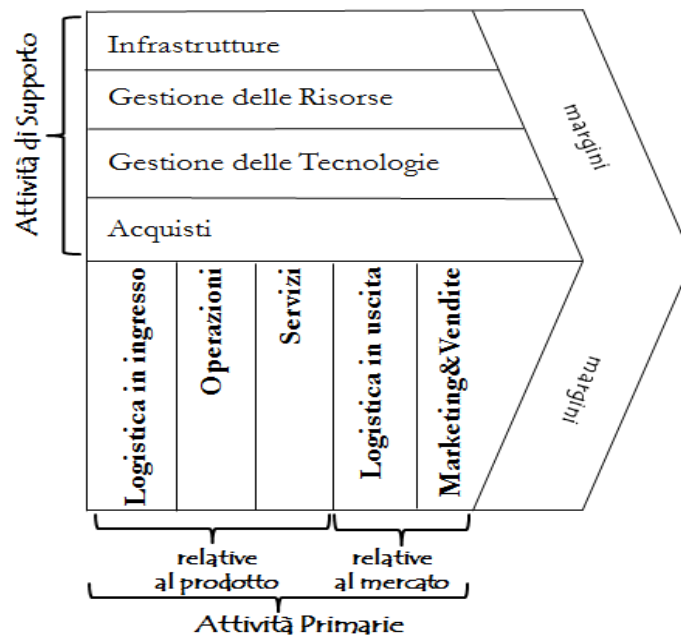 Attività di Supporto
Infrastrutture
Gestione delle Risorse
Gestione delle Tecnologie
Acquisti
margini
Logistica in ingresso
Operazioni
Servizi
Logistica in uscita
Marketing&Vendite
margini
relative
al prodotto
relative
al mercato
Attività Primarie